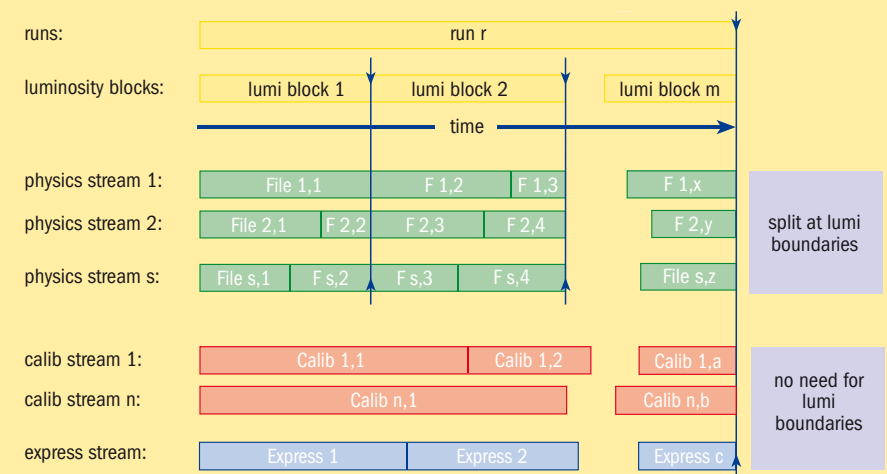 runs: run r
luminosity blocks: lumi block 1 lumi block 2 lumi block m
time
physics stream 1: File 1,1 F 1,2 F 1,3 F 1,x
physics stream 2: File 2,1 F 2,2 F 2,3 F 2,4 F 2,y
physics stream s: File s,1 F s,2 F s,3 F s,4 File s,z
split at lumi
boundaries
calib stream 1: Calib 1,1 Calib 1,2 Calib 1,a
calib stream n: Calib n,1 Calib n,b
express stream: Express 1 Express 2 Express c
no need for
lumi
boundaries